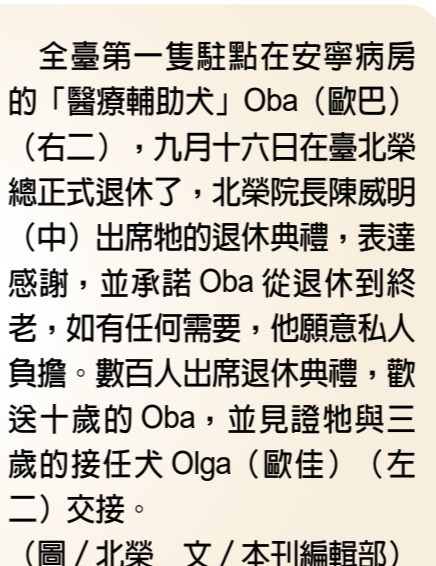 全臺第一隻駐點在安寧病房
的「醫療輔助犬」Oba（歐巴）
（右二），九月十六日在臺北榮
總正式退休了，北榮院長陳威明
（中）出席牠的退休典禮，表達
感謝，並承諾 Oba 從退休到終
老，如有任何需要，他願意私人
負擔。數百人出席退休典禮，歡
送十歲的 Oba，並見證牠與三
歲的接任犬 Olga（歐佳）（左
二）交接。
（圖／北榮　文／本刊編輯部）